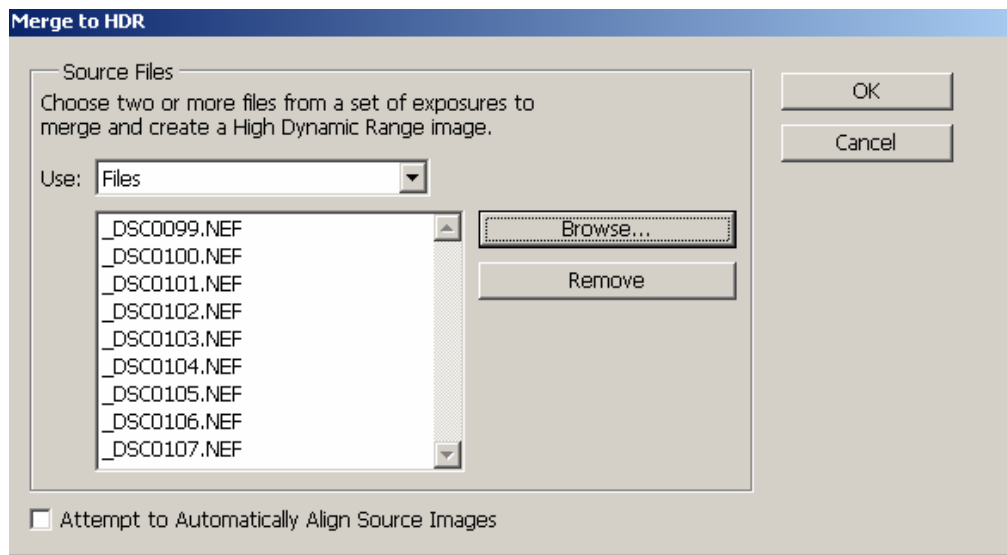 Merge to HDR
Source Files
Choose two or more files from a set of exposures to
merge and create a High Dynamic Range image.
Use: Files
_DSC0099.NEF
_DSC0100.NEF
_DSC0101.NEF
_DSC0102.NEF
_DSC0103.NEF
_DSC0104.NEF
_DSC0105.NEF
_DSC0106.NEF
_DSC0107.NEF
Browse...
Remove
OK
Cancel
Attempt to Automatically Align Source Images